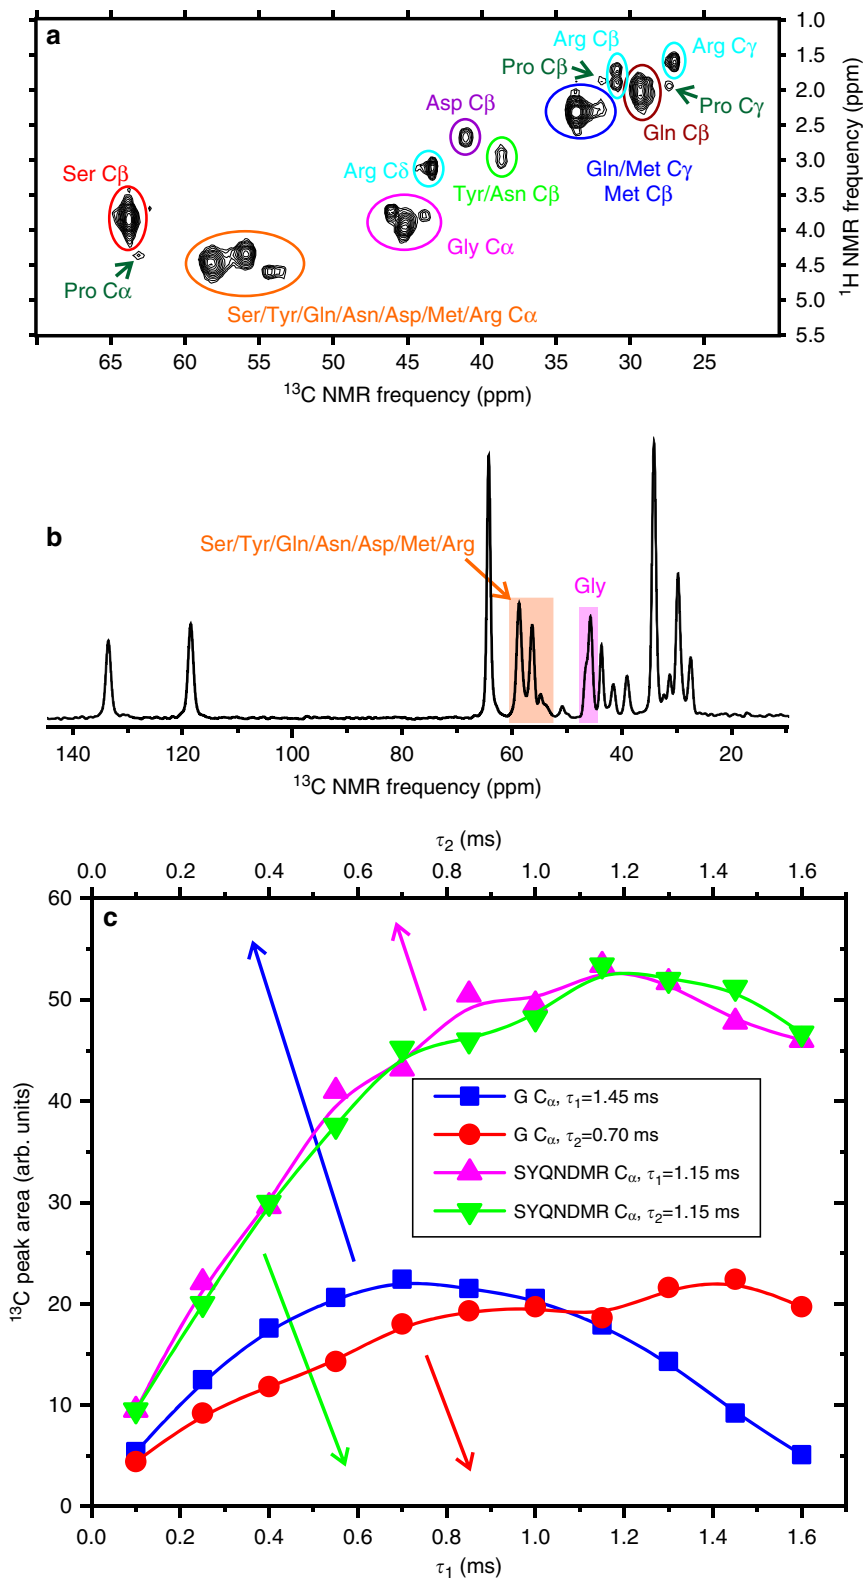 a
Arg Cβ
Arg Cγ
Pro Cβ
Pro Cγ
Asp Cβ
Gln Cβ
Arg Cδ
Tyr/Asn Cβ
Gln/Met Cγ
Met Cβ
Ser Cβ
Gly Cα
Pro Cα
Ser/Tyr/Gln/Asn/Asp/Met/Arg Cα
1.0
1.5
2.0
2.5
3.0
3.5
4.0
4.5
5.0
5.5
¹H NMR frequency (ppm)
65 60 55 50 45 40 35 30 25
¹³C NMR frequency (ppm)
b
Ser/Tyr/Gln/Asn/Asp/Met/Arg
Gly
140 120 100 80 60 40 20
¹³C NMR frequency (ppm)
τ₂ (ms)
0.0 0.2 0.4 0.6 0.8 1.0 1.2 1.4 1.6
c
60
50
40
30
20
10
0
¹³C peak area (arb. units)
G Cα, τ₁=1.45 ms
G Cα, τ₂=0.70 ms
SYQNDMR Cα, τ₁=1.15 ms
SYQNDMR Cα, τ₂=1.15 ms
0.0 0.2 0.4 0.6 0.8 1.0 1.2 1.4 1.6
τ₁ (ms)